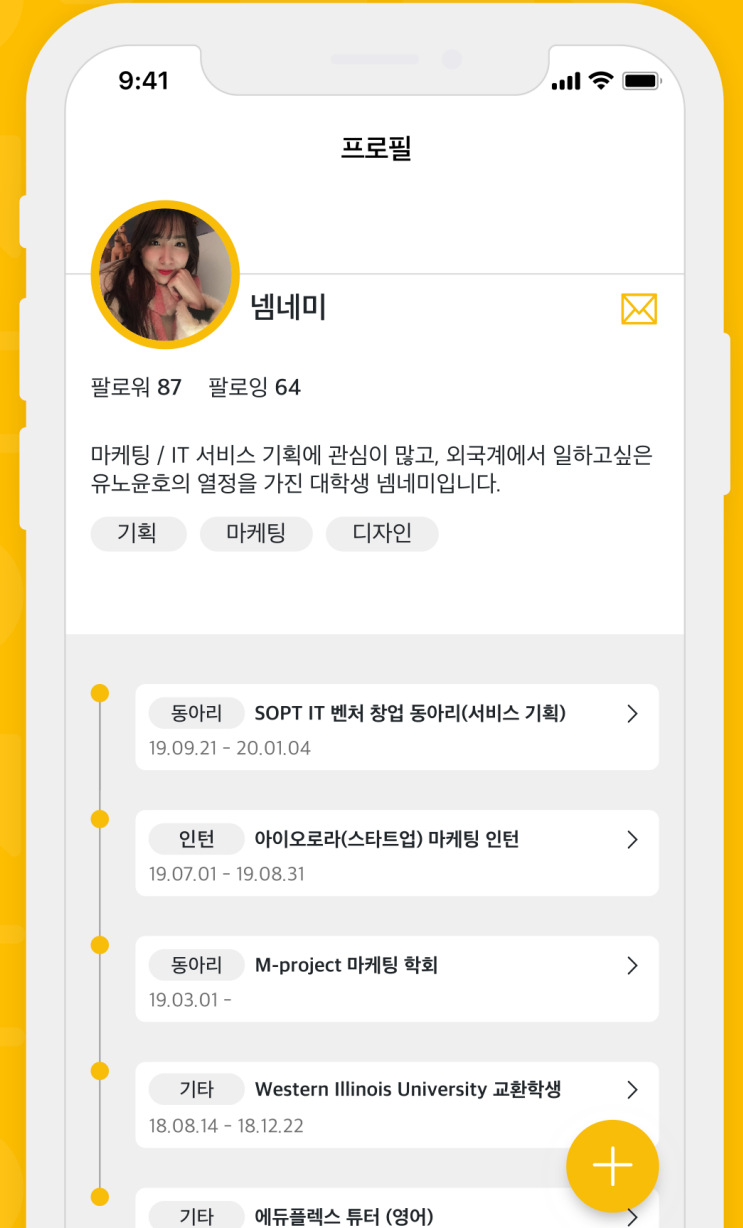 9:41
프로필
넴네미
팔로워 87 팔로잉 64
마케팅 / IT 서비스 기획에 관심이 많고, 외국계에서 일하고싶은
유노윤호의 열정을 가진 대학생 넴네미입니다.
기획 마케팅 디자인
동아리 SOPT IT 벤처 창업 동아리(서비스 기획)
19.09.21 - 20.01.04
인턴 아이오로라(스타트업) 마케팅 인턴
19.07.01 - 19.08.31
동아리 M-project 마케팅 학회
19.03.01 -
기타 Western Illinois University 교환학생
18.08.14 - 18.12.22
기타 에듀플렉스 튜터 (영어)